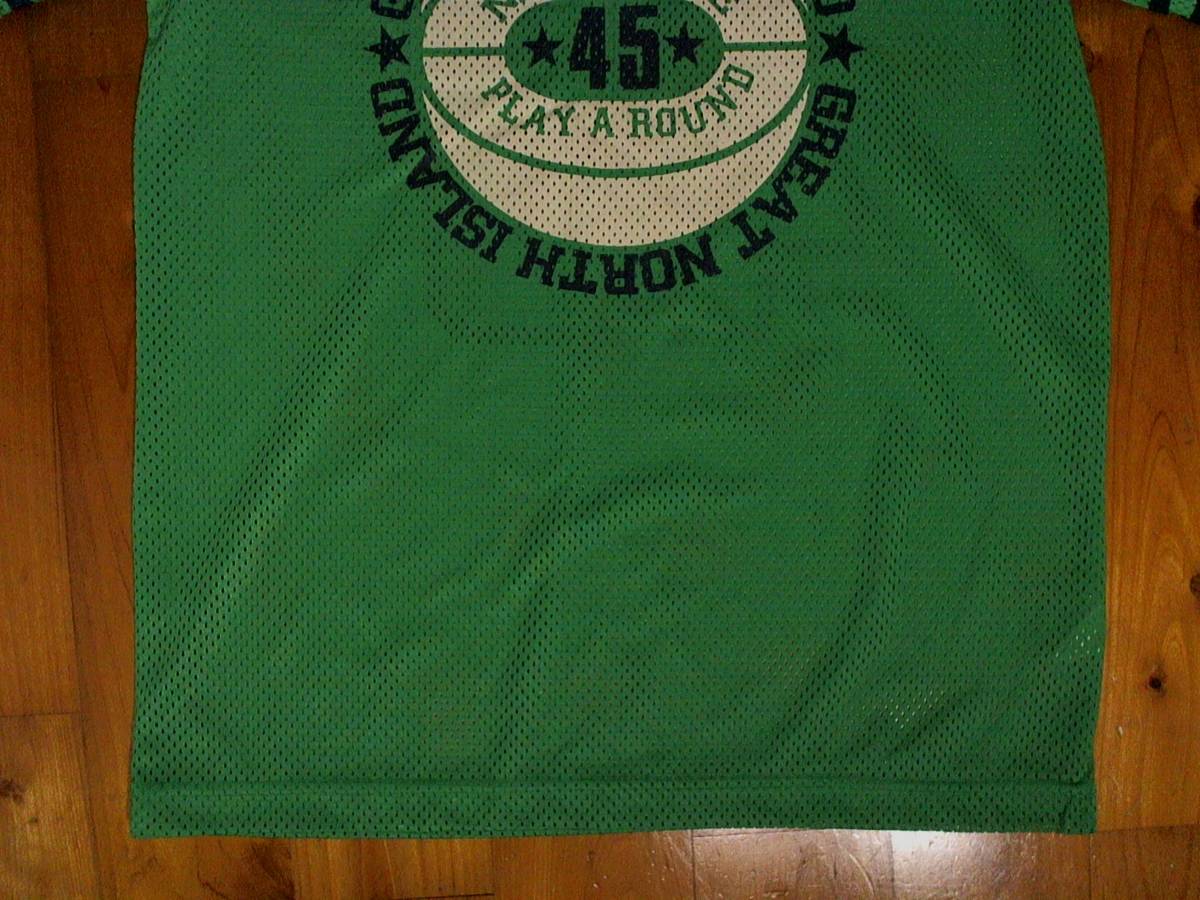 45
PLAY A ROUND
GREAT NORTH ISLAND